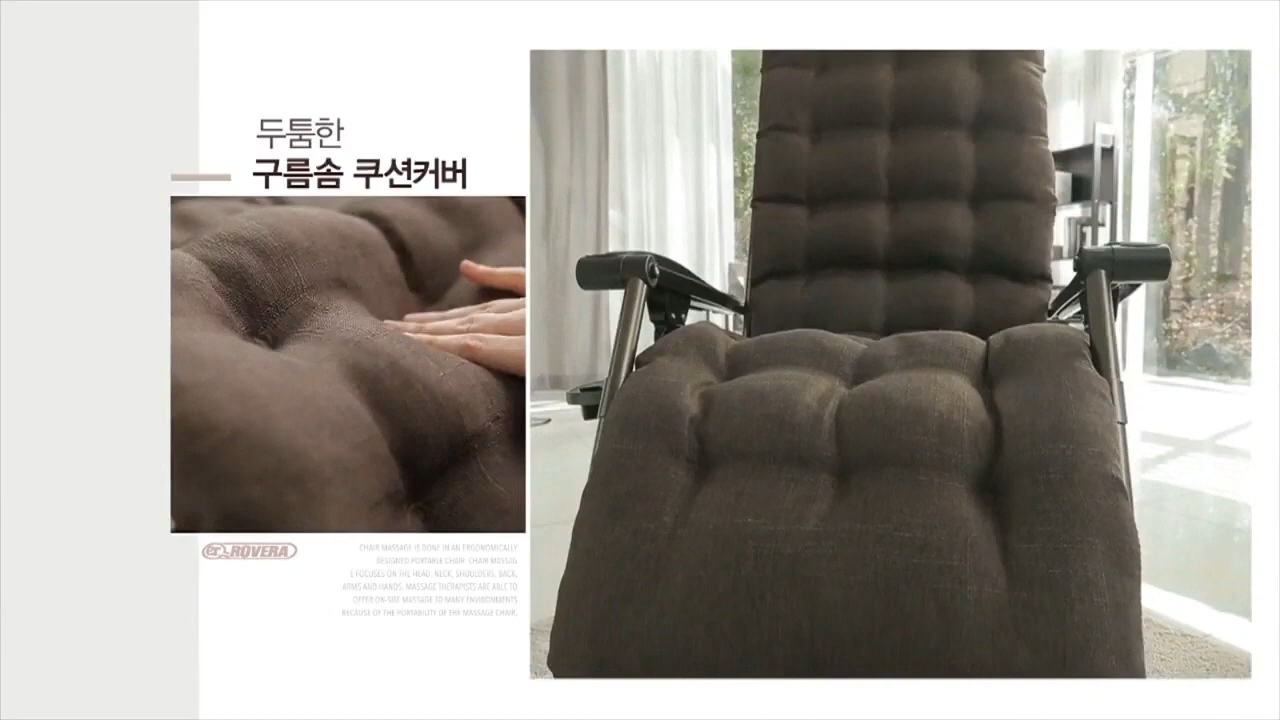 두툼한
구름솜 쿠션커버
ROVERA
CHAIR MASSAGE IS DONE IN AN ERGONOMICALLY
DESIGNED PORTABLE CHAIR. CHAIR MASSAG
E FOCUSES ON THE HEAD, NECK, SHOULDERS, BACK,
ARMS AND HANDS. MASSAGE THERAPISTS ARE ABLE TO
OFFER ON-SITE MASSAGE TO MANY ENVIRONMENTS
BECAUSE OF THE PORTABILITY OF THE MASSAGE CHAIR.